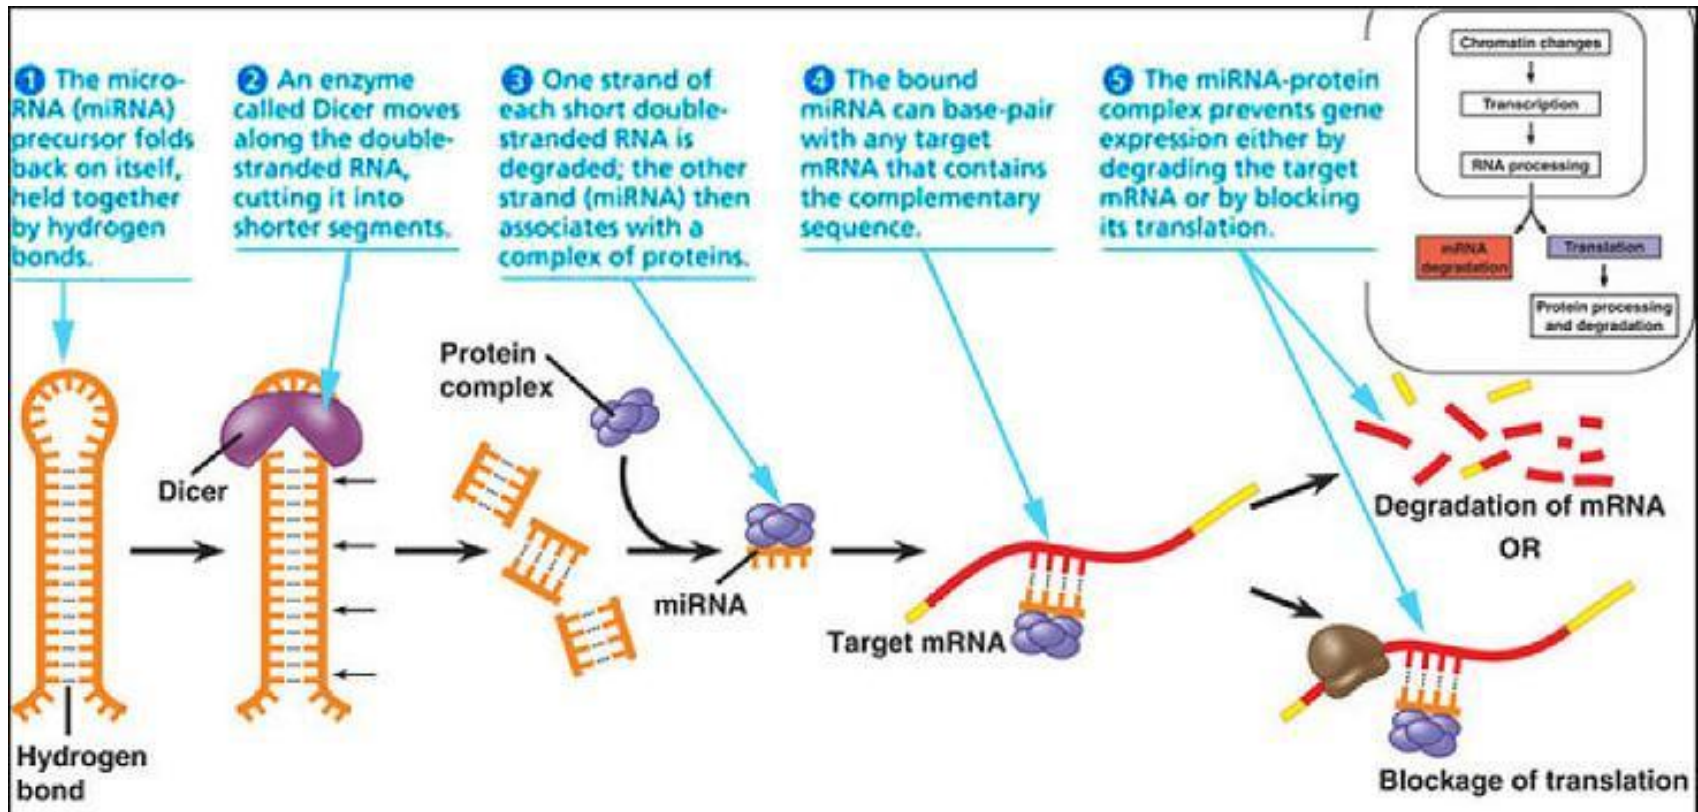 1 The micro-
RNA (miRNA)
precursor folds
back on itself,
held together
by hydrogen
bonds.
2 An enzyme
called Dicer moves
along the double-
stranded RNA,
cutting it into
shorter segments.
3 One strand of
each short double-
stranded RNA is
degraded; the other
strand (miRNA) then
associates with a
complex of proteins.
4 The bound
miRNA can base-pair
with any target
mRNA that contains
the complementary
sequence.
5 The miRNA-protein
complex prevents gene
expression either by
degrading the target
mRNA or by blocking
its translation.
Chromatin changes
Transcription
RNA processing
mRNA
degradation
Translation
Protein processing
and degradation
Protein
complex
Dicer
miRNA
Target mRNA
Degradation of mRNA
OR
Hydrogen
bond
Blockage of translation